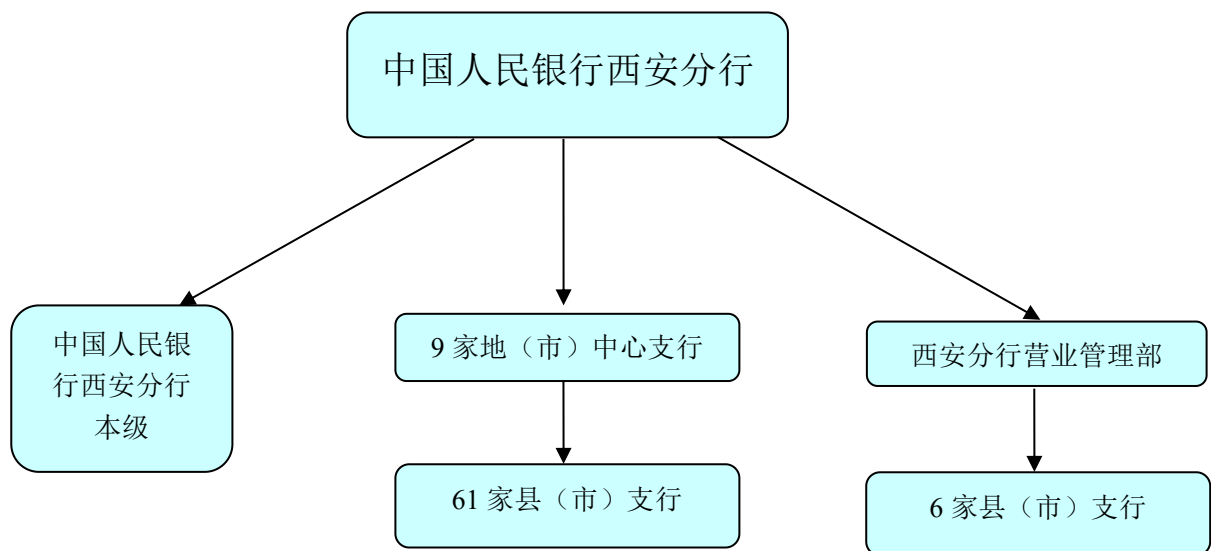 中国人民银行西安分行
中国人民银
行西安分行
本级
9 家地（市）中心支行
西安分行营业管理部
61 家县（市）支行
6 家县（市）支行